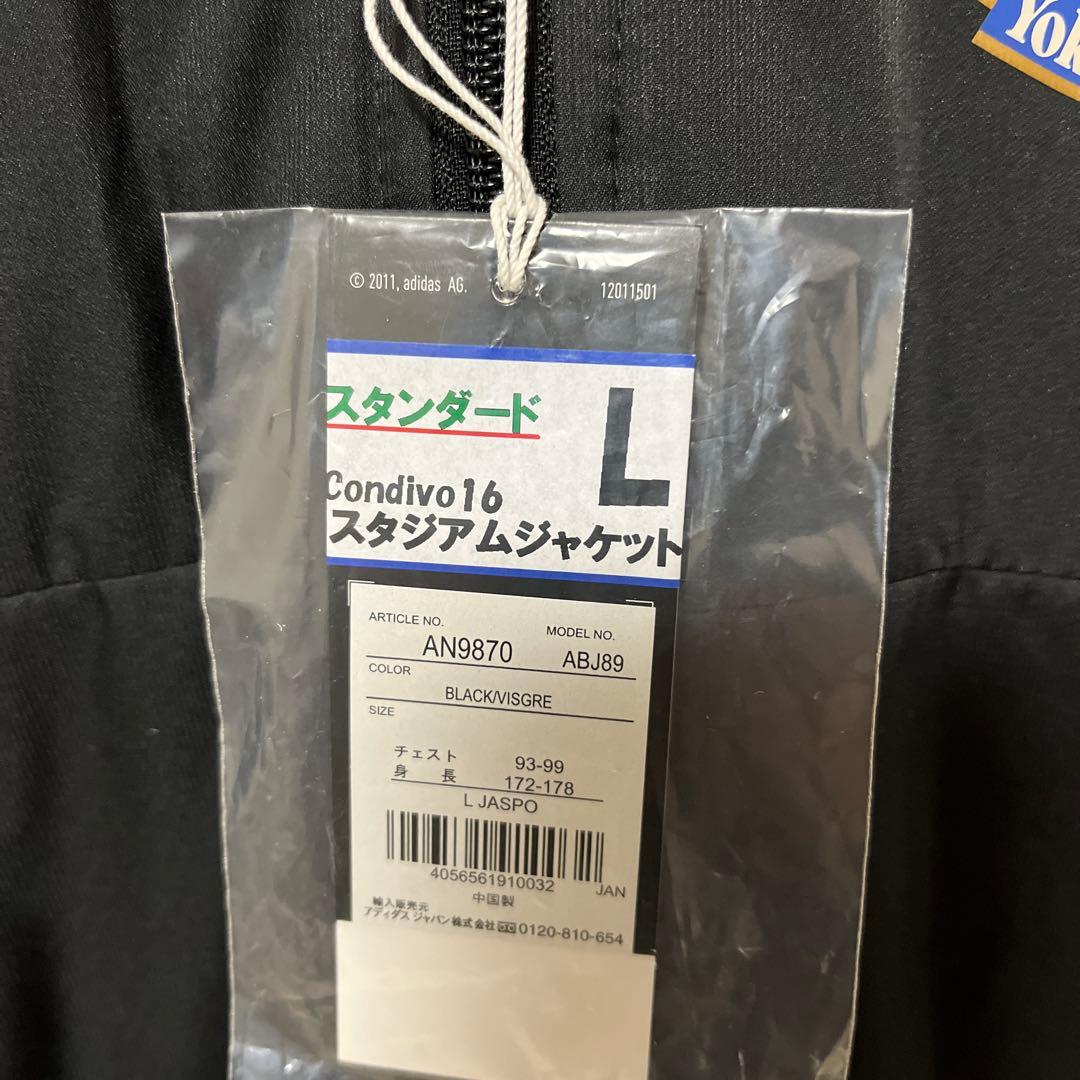 Yok
© 2011, adidas AG. 12011501
スタンダード L
Condivo16
スタジアムジャケット
ARTICLE NO. MODEL NO.
AN9870 ABJ89
COLOR
BLACK/VISGRE
SIZE
チェスト 93-99
身長 172-178
L JASPO
4056561910032 JAN
中国製
輸入販売元
アディダス ジャパン株式会社 0120-810-654